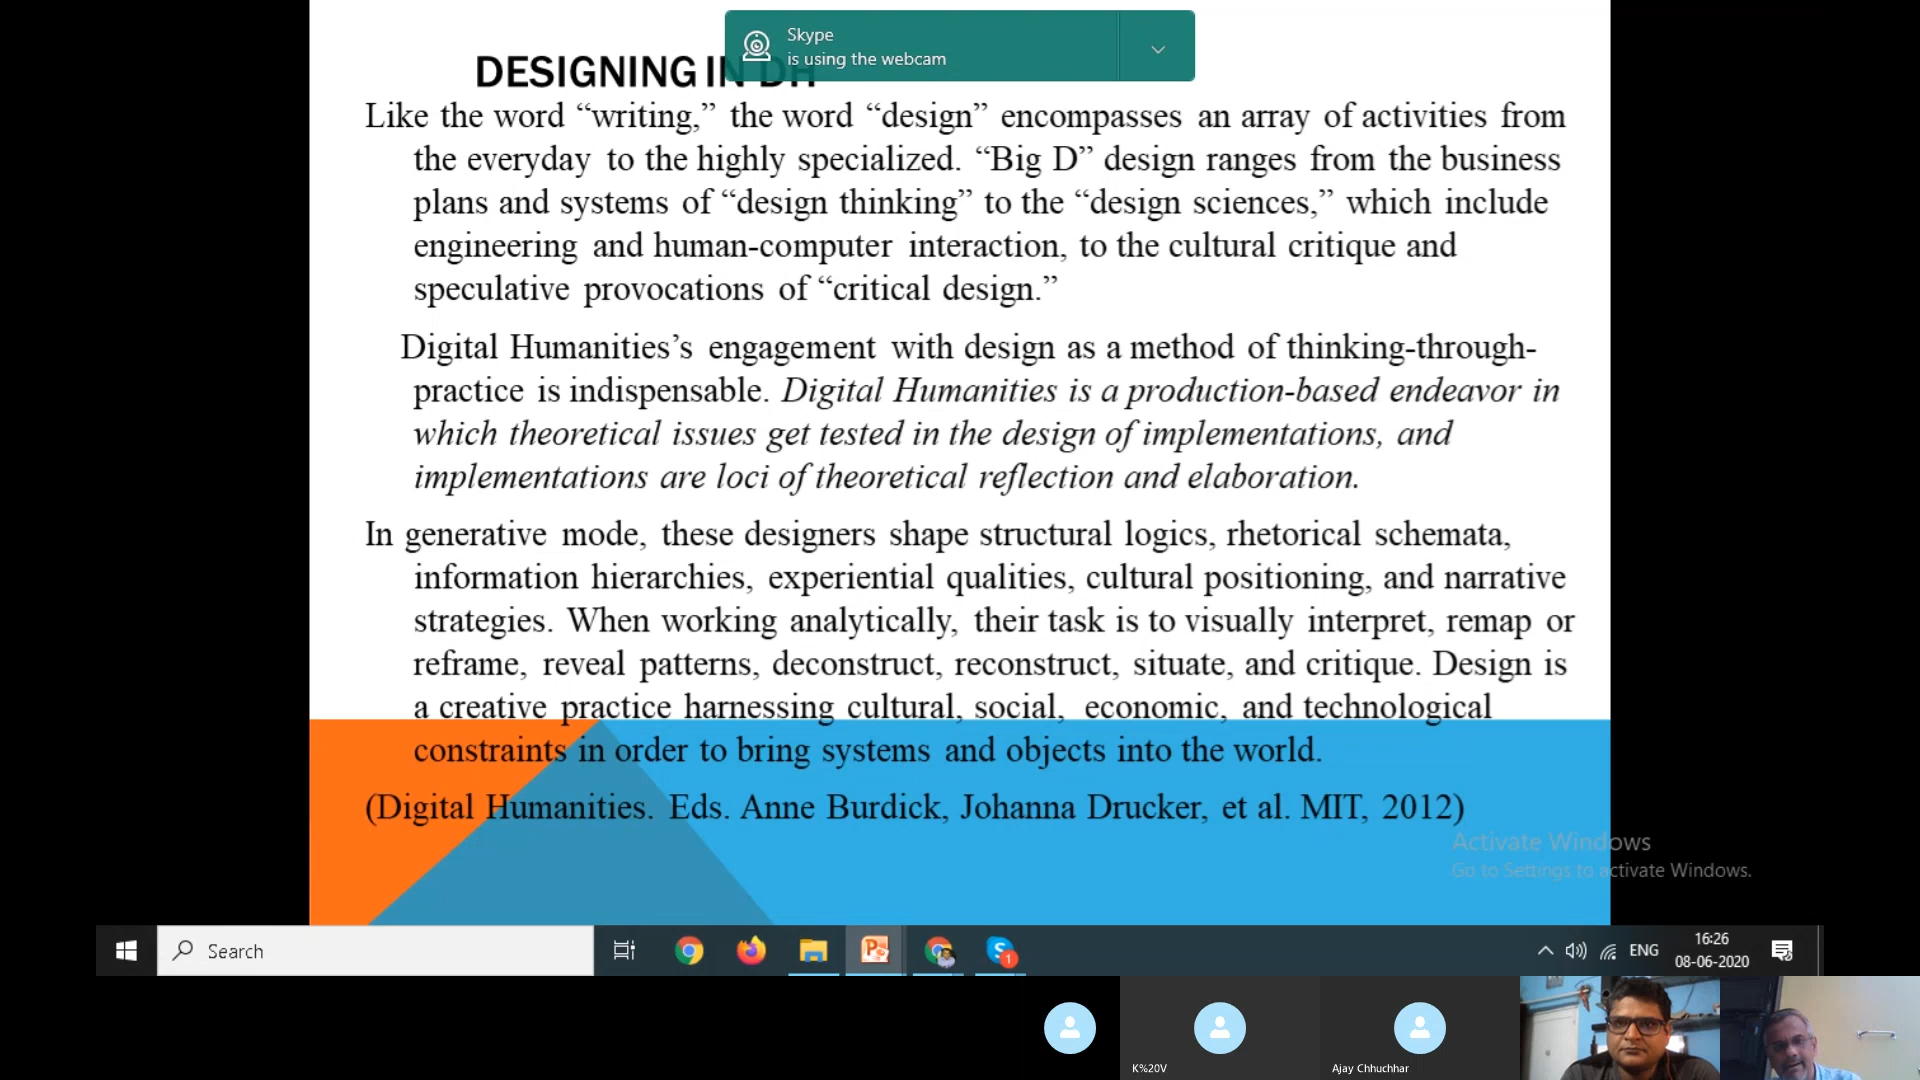 Skype
is using the webcam
DESIGNING IN DH
Like the word “writing,” the word “design” encompasses an array of activities from
the everyday to the highly specialized. “Big D” design ranges from the business
plans and systems of “design thinking” to the “design sciences,” which include
engineering and human-computer interaction, to the cultural critique and
speculative provocations of “critical design.”
Digital Humanities’s engagement with design as a method of thinking-through-
practice is indispensable. Digital Humanities is a production-based endeavor in
which theoretical issues get tested in the design of implementations, and
implementations are loci of theoretical reflection and elaboration.
In generative mode, these designers shape structural logics, rhetorical schemata,
information hierarchies, experiential qualities, cultural positioning, and narrative
strategies. When working analytically, their task is to visually interpret, remap or
reframe, reveal patterns, deconstruct, reconstruct, situate, and critique. Design is
a creative practice harnessing cultural, social, economic, and technological
constraints in order to bring systems and objects into the world.
(Digital Humanities. Eds. Anne Burdick, Johanna Drucker, et al. MIT, 2012)
Activate Windows
Go to Settings to activate Windows.
Search
1
ENG
16:26
08-06-2020
K%20V
Ajay Chhuchhar